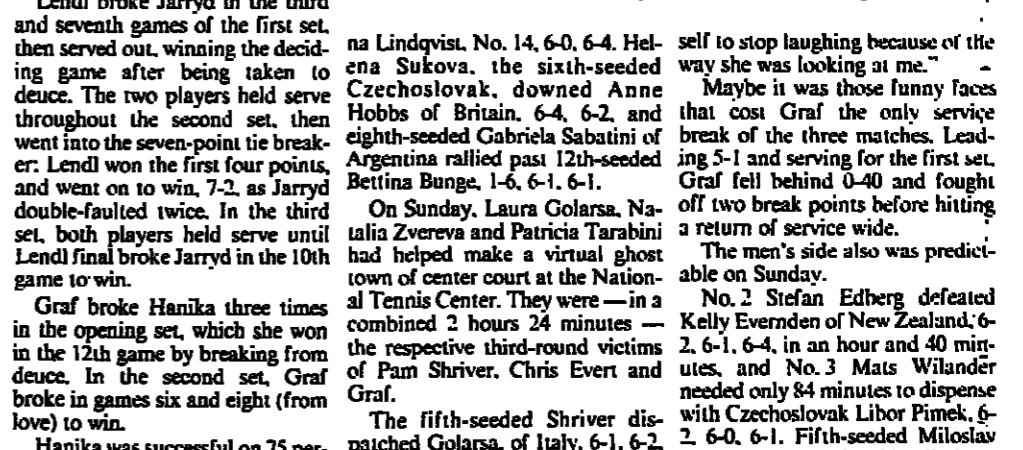 Lendl broke Jarryd in the third
and seventh games of the first set,
then served out, winning the decid-
ing game after being taken to
deuce. The two players held serve
throughout the second set, then
went into the seven-point tie break-
er: Lendl won the first four points,
and went on to win, 7-2, as Jarryd
double-faulted twice. In the third
set, both players held serve until
Lendl final broke Jarryd in the 10th
game to win.
Graf broke Hanika three times
in the opening set, which she won
in the 12th game by breaking from
deuce. In the second set, Graf
broke in games six and eight (from
love) to win.
Hanika was successful on 75 per-
na Lindqvist, No. 14, 6-0, 6-4. Hel-
ena Sukova, the sixth-seeded
Czechoslovak, downed Anne
Hobbs of Britain, 6-4, 6-2, and
eighth-seeded Gabriela Sabatini of
Argentina rallied past 12th-seeded
Bettina Bunge, 1-6, 6-1, 6-1.
On Sunday, Laura Golarsa, Na-
talia Zvereva and Patricia Tarabini
had helped make a virtual ghost
town of center court at the Nation-
al Tennis Center. They were — in a
combined 2 hours 24 minutes —
the respective third-round victims
of Pam Shriver, Chris Evert and
Graf.
The fifth-seeded Shriver dis-
patched Golarsa, of Italy, 6-1, 6-2,
self to stop laughing because of the
way she was looking at me."
Maybe it was those funny faces
that cost Graf the only service
break of the three matches. Lead-
ing 5-1 and serving for the first set,
Graf fell behind 0-40 and fought
off two break points before hitting
a return of service wide.
The men's side also was predict-
able on Sunday.
No. 2 Stefan Edberg defeated
Kelly Evernden of New Zealand, 6-
2, 6-1, 6-4, in an hour and 40 min-
utes, and No. 3 Mats Wilander
needed only 84 minutes to dispense
with Czechoslovak Libor Pimek, 6-
2, 6-0, 6-1. Fifth-seeded Miloslav